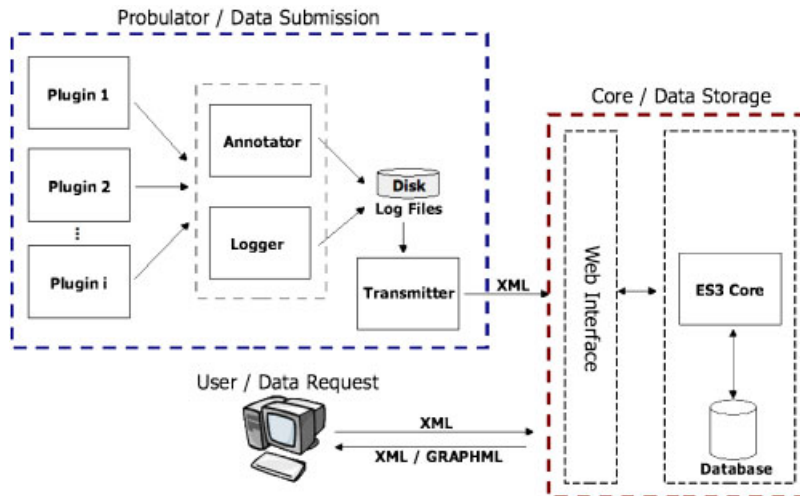 Probulator / Data Submission
Plugin 1
Plugin 2
⋮
Plugin i
Annotator
Logger
Disk
Log Files
Transmitter
XML
Core / Data Storage
Web Interface
ES3 Core
Database
User / Data Request
XML
XML / GRAPHML